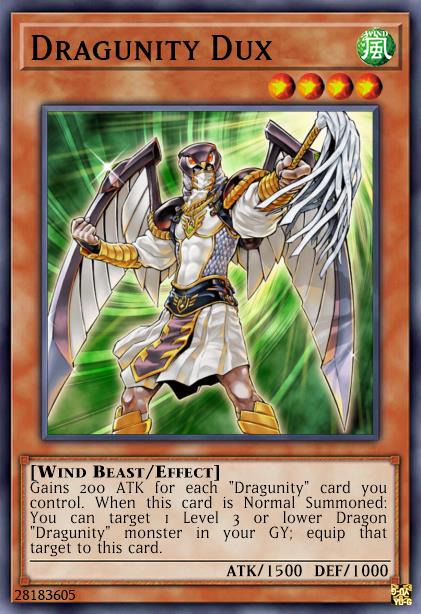 DRAGUNITY DUX
WIND
風
[WIND BEAST/EFFECT]
Gains 200 ATK for each "Dragunity" card you
control. When this card is Normal Summoned:
You can target 1 Level 3 or lower Dragon
"Dragunity" monster in your GY; equip that
target to this card.
ATK/1500 DEF/1000
28183605